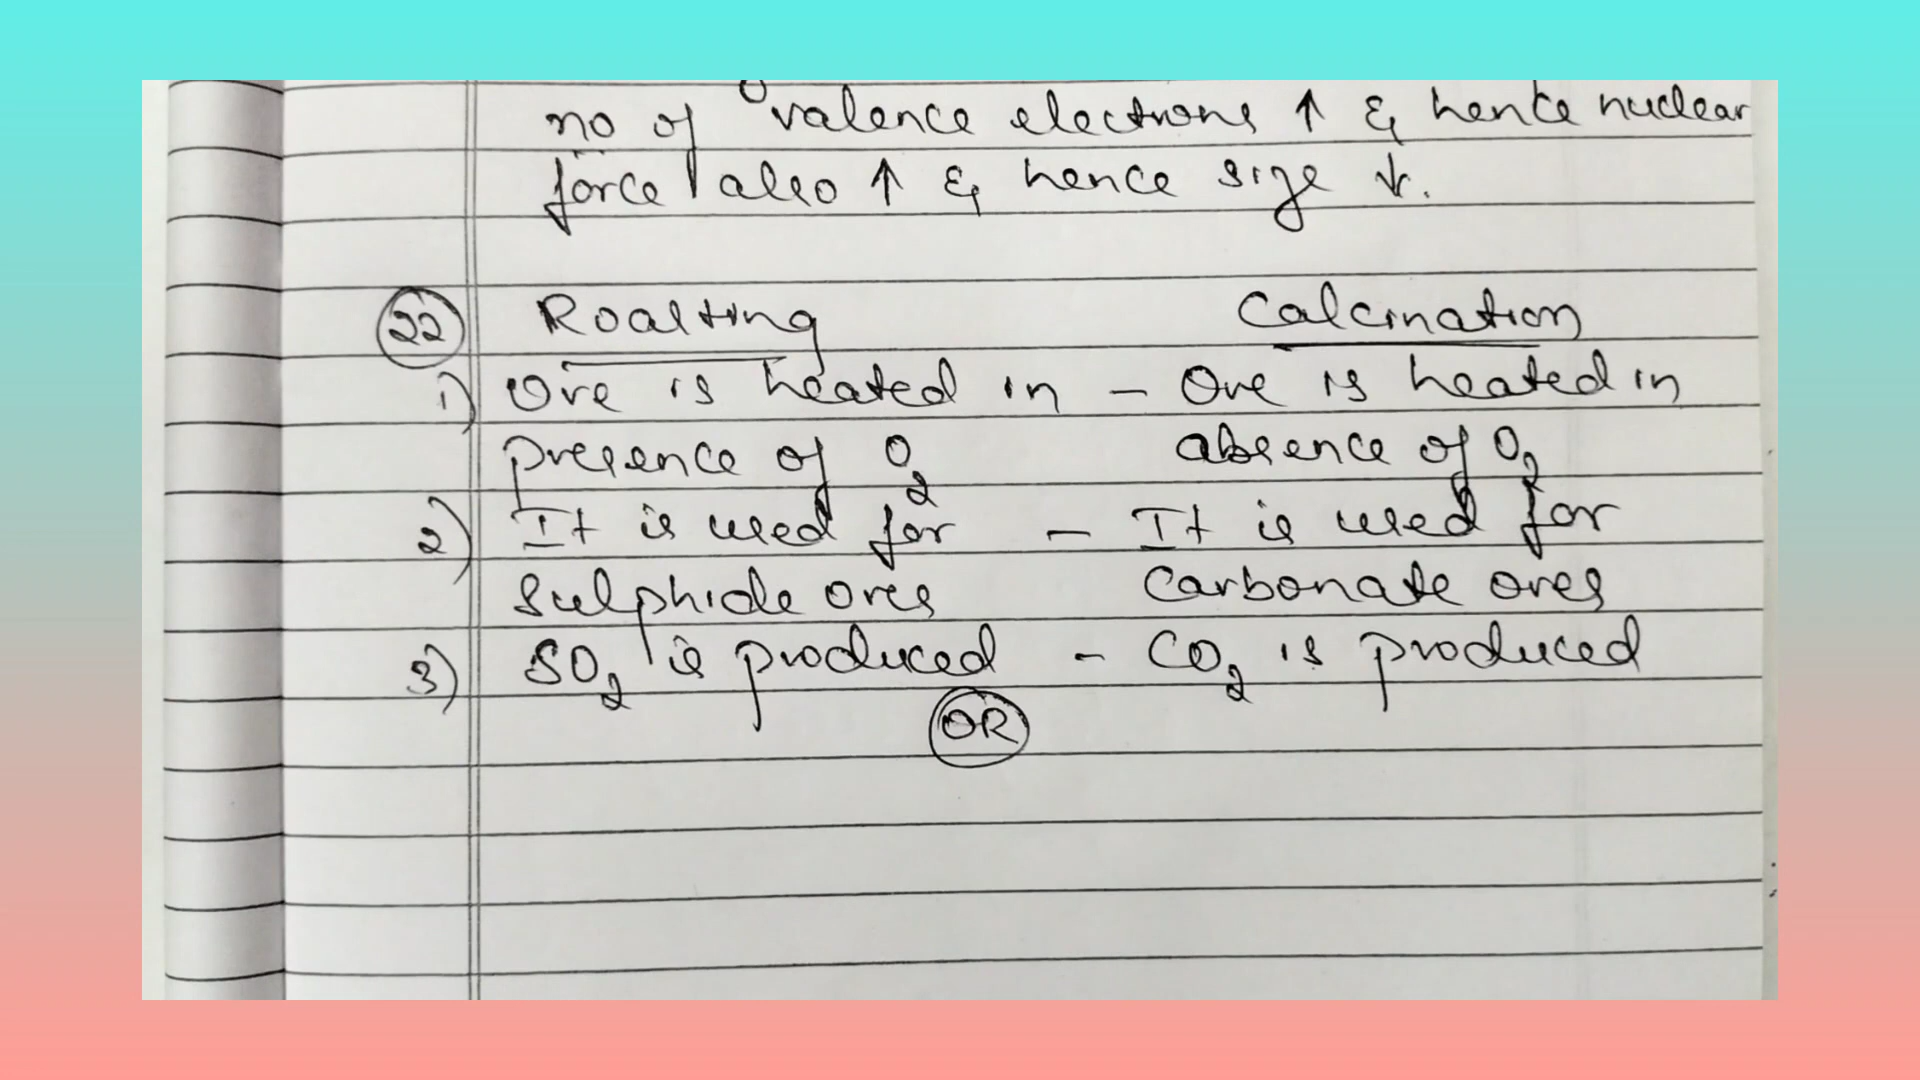 no of valence electrons ↑ & hence nuclear
force also ↑ & hence size ↓.
22 Roasting Calcination
1) Ore is heated in – Ore is heated in
presence of O₂ absence of O₂
2) It is used for – It is used for
Sulphide ores Carbonate ores
3) SO₂ is produced – CO₂ is produced
OR